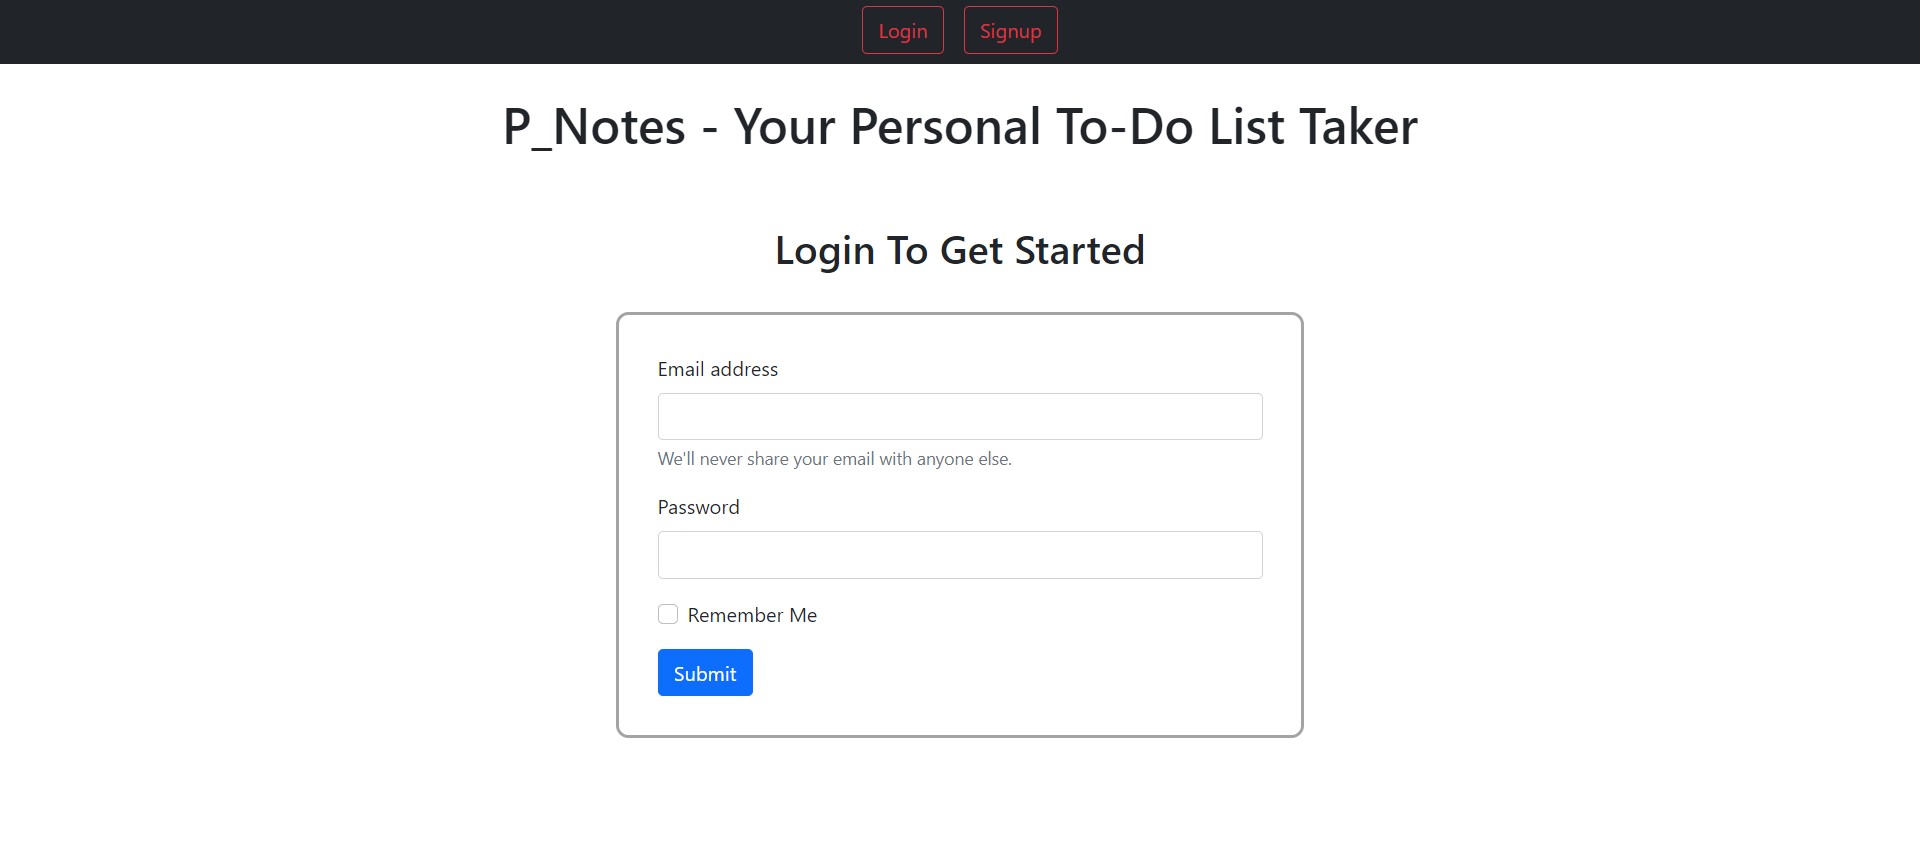 Login Signup
P_Notes - Your Personal To-Do List Taker
Login To Get Started
Email address
We'll never share your email with anyone else.
Password
Remember Me
Submit